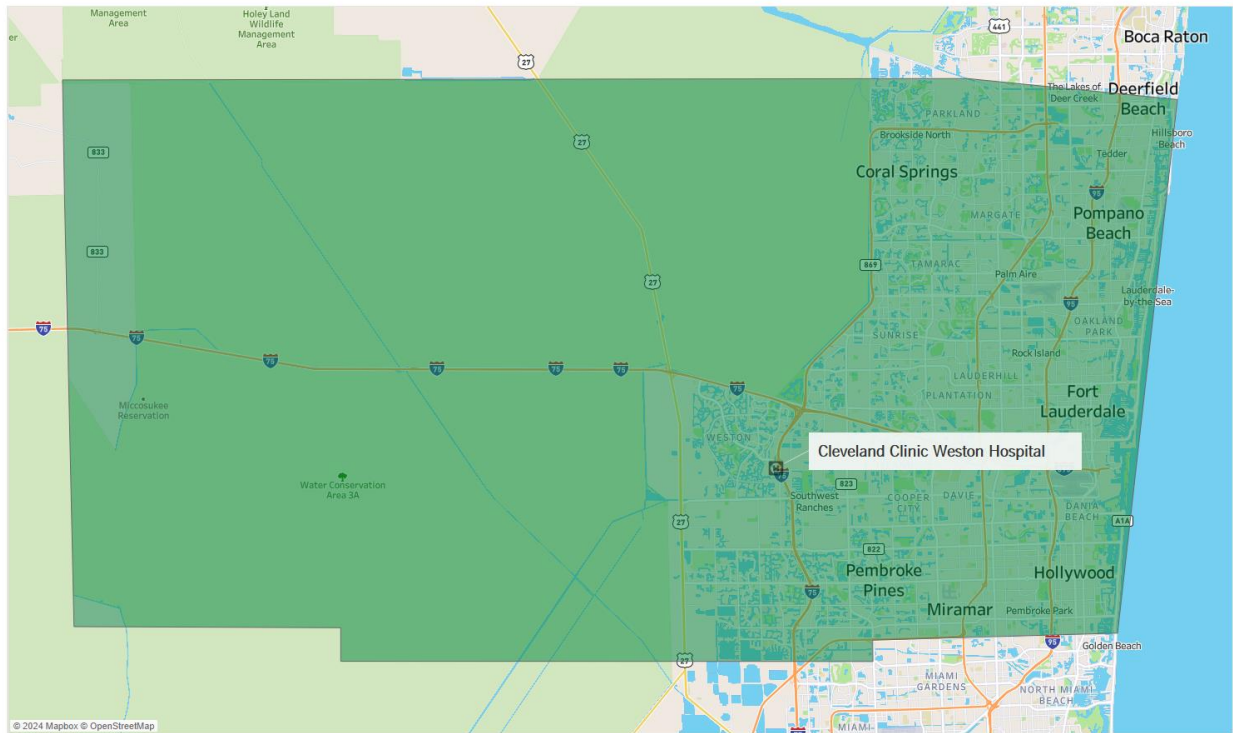 Management
Area
Holey Land
Wildlife
Management
Area
er
441
Boca Raton
27
The Lakes of
Deer Creek
Deerfield
Beach
PARKLAND
Brookside North
Hillsboro
Beach
833
27
Tedder
Coral Springs
95
MARGATE
Pompano
Beach
833
869
TAMARAC
Palm Aire
27
Lauderdale-
by-the-Sea
95
75
75
OAKLAND
PARK
SUNRISE
Rock Island
75
75
75
75
75
LAUDERHILL
PLANTATION
Fort
Lauderdale
Miccosukee
Reservation
WESTON
Cleveland Clinic Weston Hospital
H
75
Water Conservation
Area 3A
823
Southwest
Ranches
COOPER
CITY
DAVIE
DANIA
BEACH
27
A1A
822
Pembroke
Pines
Hollywood
75
Miramar
Pembroke Park
95
Golden Beach
27
MIAMI
GARDENS
NORTH MIAMI
BEACH
MIAMI
© 2024 Mapbox © OpenStreetMap